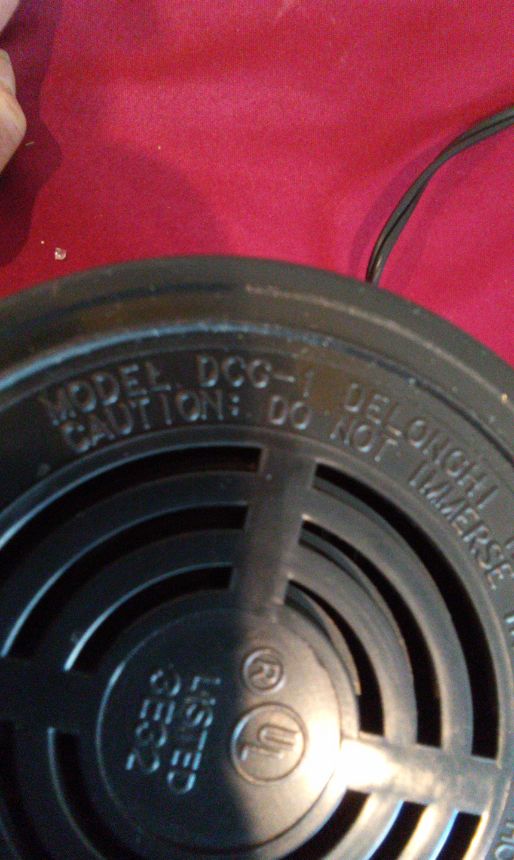 MODEL DCG-1 DELONGHI
CAUTION: DO NOT IMMERSE
®
UL
LISTED
3E32